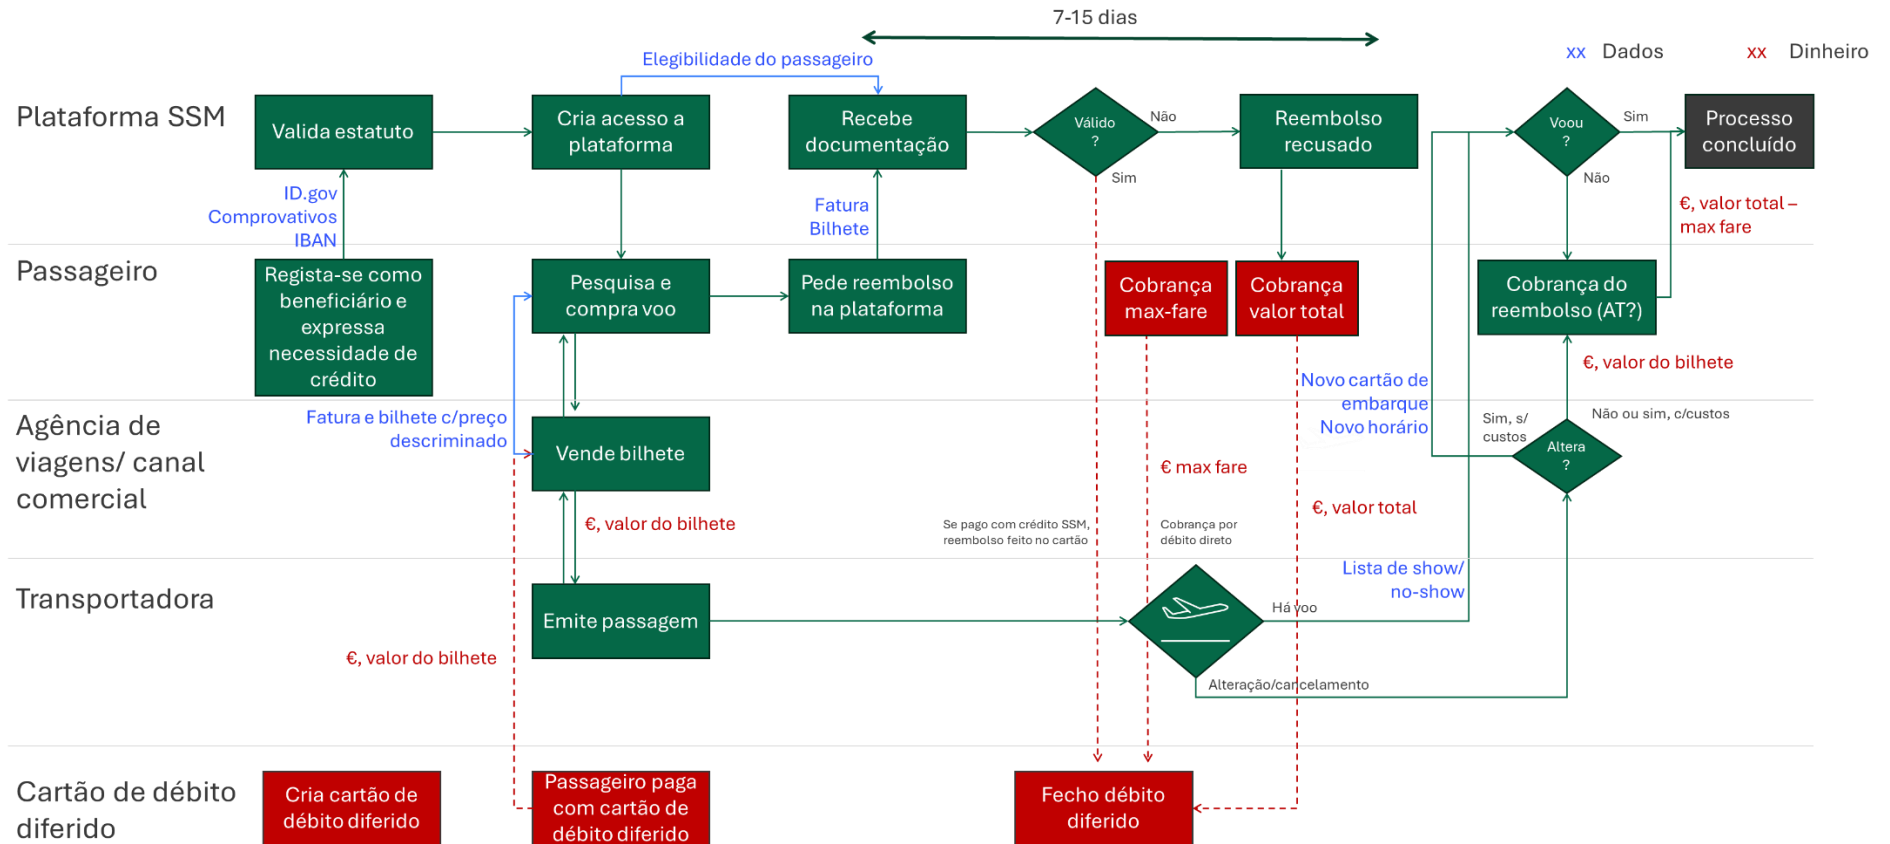 7-15 dias
xx Dados
xx Dinheiro
Elegibilidade do passageiro
Plataforma SSM
Valida estatuto
Cria acesso a
plataforma
Recebe
documentação
Válido
?
Não
Sim
Reembolso
recusado
Voou
?
Sim
Não
Processo
concluído
ID.gov
Comprovativos
IBAN
Fatura
Bilhete
€, valor total –
max fare
Passageiro
Regista-se como
beneficiário e
expressa
necessidade de
crédito
Pesquisa e
compra voo
Pede reembolso
na plataforma
Cobrança
max-fare
Cobrança
valor total
Cobrança do
reembolso (AT?)
€, valor do bilhete
Novo cartão de
embarque
Novo horário
Agência de
viagens/ canal
comercial
Fatura e bilhete c/preço
descriminado
Vende bilhete
Sim, s/
custos
Não ou sim, c/custos
Altera
?
€ max fare
€, valor total
€, valor do bilhete
Se pago com crédito SSM,
reembolso feito no cartão
Cobrança por
débito direto
Transportadora
Emite passagem
Lista de show/
no-show
Há voo
€, valor do bilhete
Alteração/cancelamento
Cartão de débito
diferido
Cria cartão de
débito diferido
Passageiro paga
com cartão de
débito diferido
Fecho débito
diferido